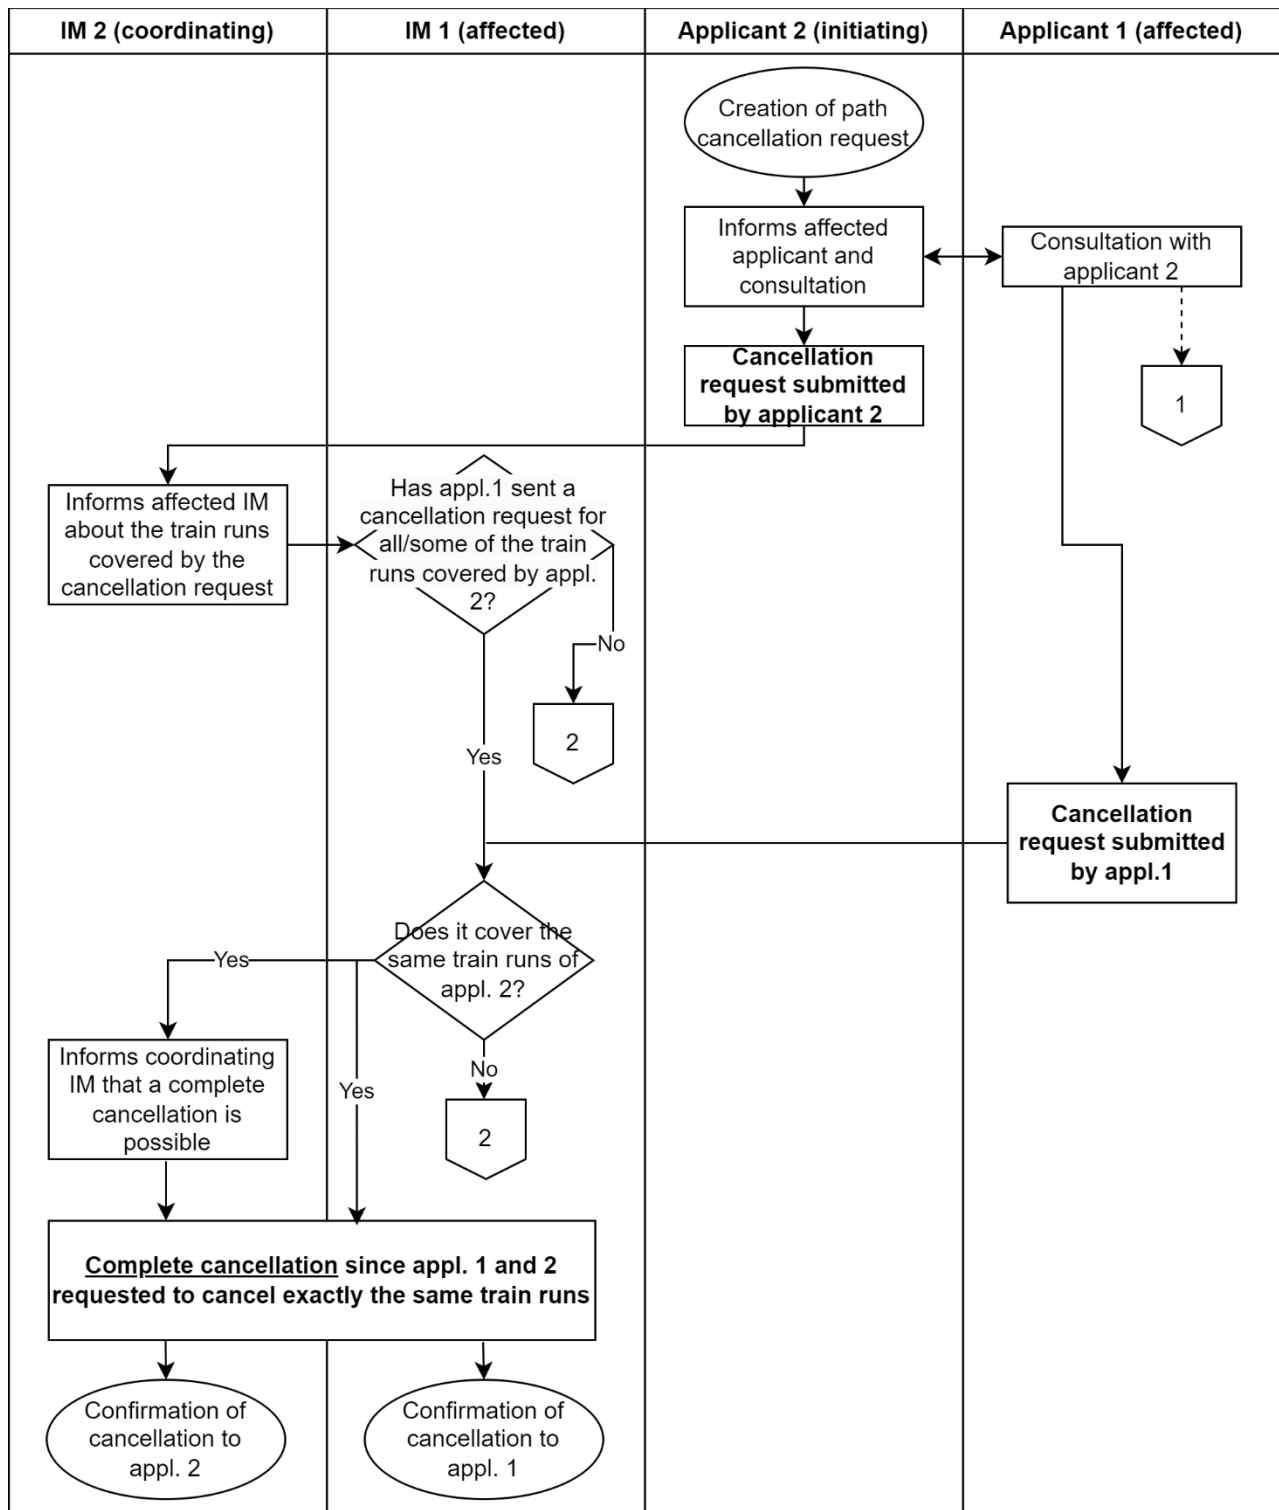 IM 2 (coordinating)
IM 1 (affected)
Applicant 2 (initiating)
Applicant 1 (affected)
Creation of path
cancellation request
Informs affected
applicant and
consultation
Consultation with
applicant 2
Cancellation
request submitted
by applicant 2
1
Informs affected IM
about the train runs
covered by the
cancellation request
Has appl.1 sent a
cancellation request for
all/some of the train
runs covered by appl.
2?
No
2
Yes
Cancellation
request submitted
by appl.1
Does it cover the
same train runs of
appl. 2?
Yes
Informs coordinating
IM that a complete
cancellation is
possible
Yes
No
2
Complete cancellation since appl. 1 and 2
requested to cancel exactly the same train runs
Confirmation of
cancellation to
appl. 2
Confirmation of
cancellation to
appl. 1